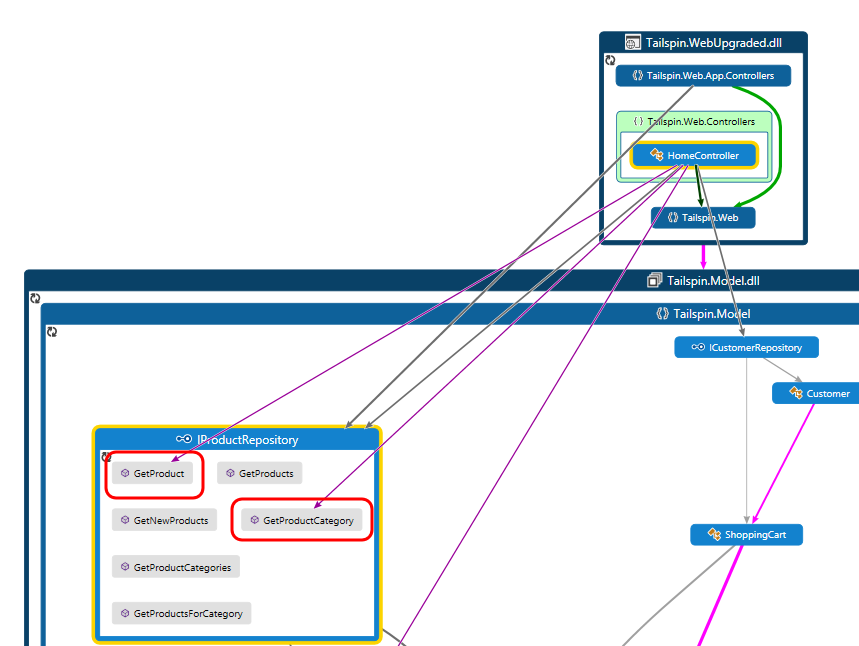 Tailspin.WebUpgraded.dll
Tailspin.Web.App.Controllers
Tailspin.Web.Controllers
HomeController
Tailspin.Web
Tailspin.Model.dll
Tailspin.Model
ICustomerRepository
Customer
IProductRepository
GetProduct
GetProducts
GetNewProducts
GetProductCategory
ShoppingCart
GetProductCategories
GetProductsForCategory